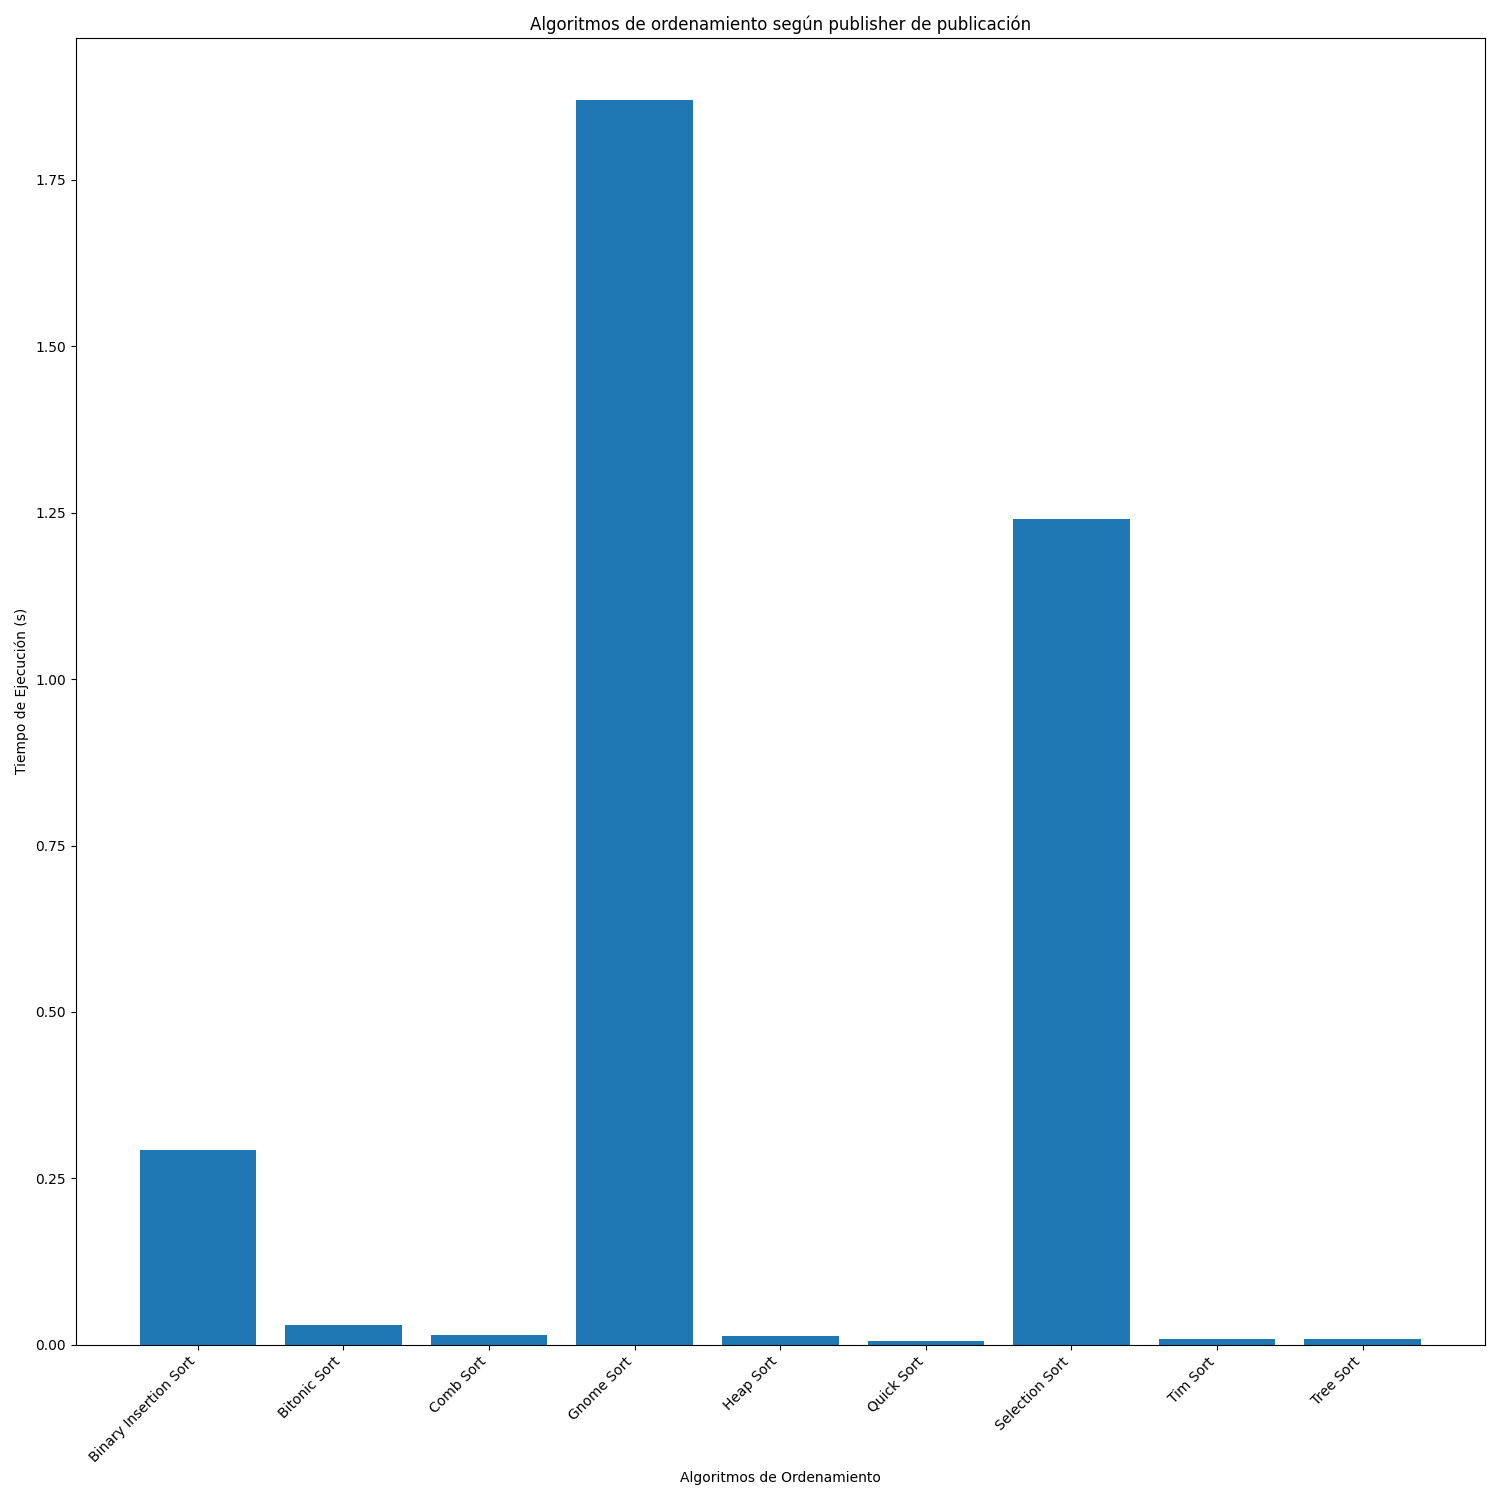 Algoritmos de ordenamiento según publisher de publicación
Tiempo de Ejecución (s)
1.75
1.50
1.25
1.00
0.75
0.50
0.25
0.00
Binary Insertion Sort
Bitonic Sort
Comb Sort
Gnome Sort
Heap Sort
Quick Sort
Selection Sort
Tim Sort
Tree Sort
Algoritmos de Ordenamiento